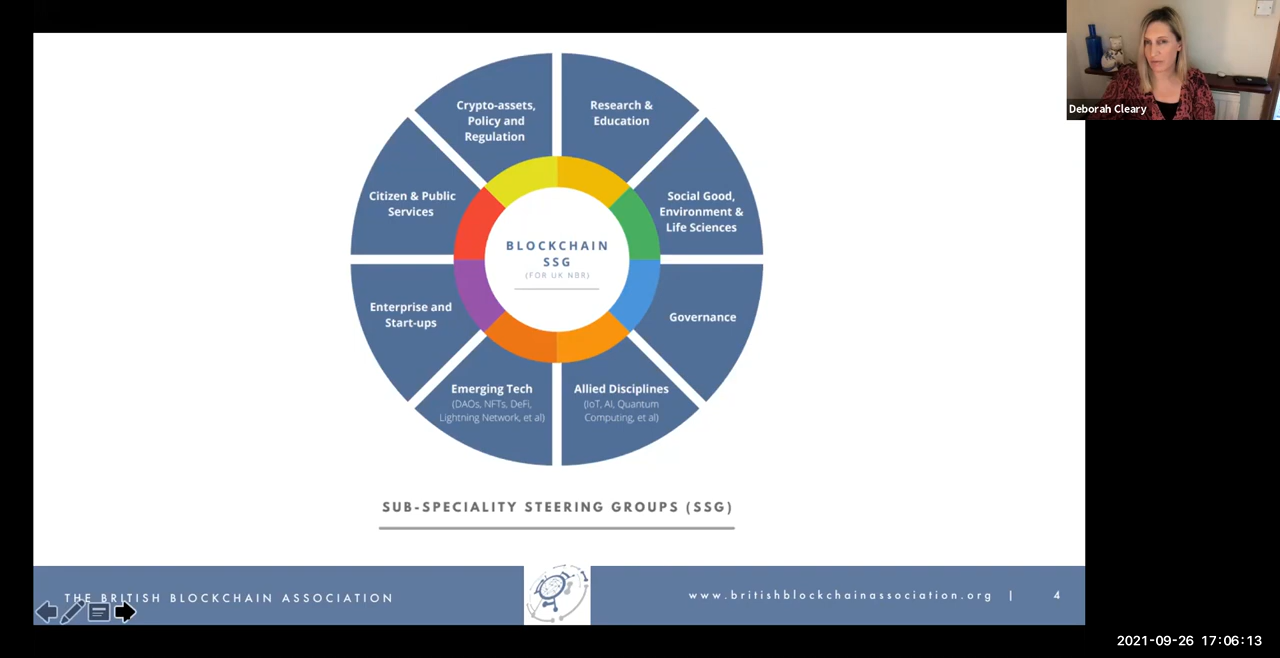 Deborah Cleary
Crypto-assets,
Policy and
Regulation
Research &
Education
Citizen & Public
Services
Social Good,
Environment &
Life Sciences
BLOCKCHAIN
SSG
(FOR UK NBR)
Enterprise and
Start-ups
Governance
Emerging Tech
(DAOs, NFTs, DeFi,
Lightning Network, et al)
Allied Disciplines
(IoT, AI, Quantum
Computing, et al)
SUB-SPECIALITY STEERING GROUPS (SSG)
THE BRITISH BLOCKCHAIN ASSOCIATION
www.britishblockchainassociation.org | 4
2021-09-26 17:06:13